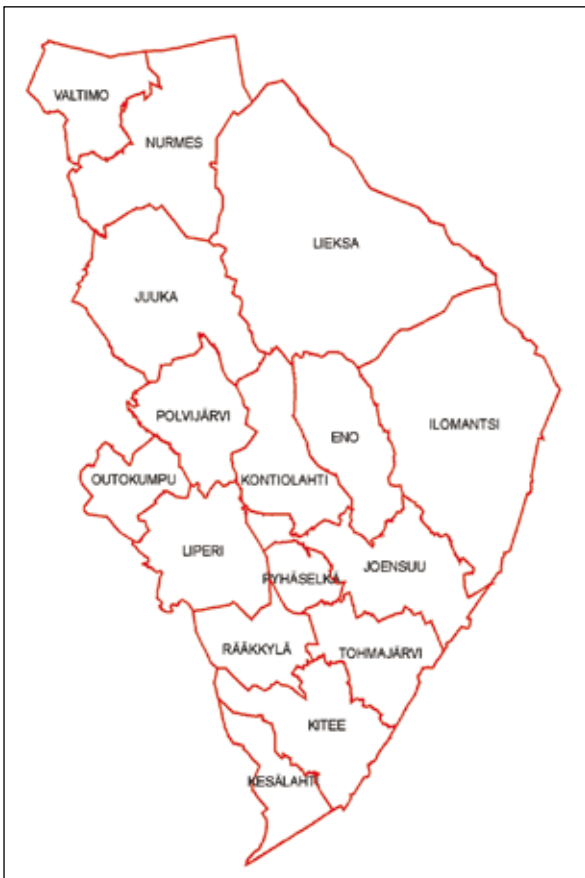 VALTIMO
NURMES
LIEKSA
JUUKA
POLVIJÄRVI
ILOMANTSI
ENO
OUTOKUMPU
KONTIOLAHTI
LIPERI
JOENSUU
PYHÄSELKÄ
RÄÄKKYLÄ
TOHMAJÄRVI
KITEE
KESÄLAHTI